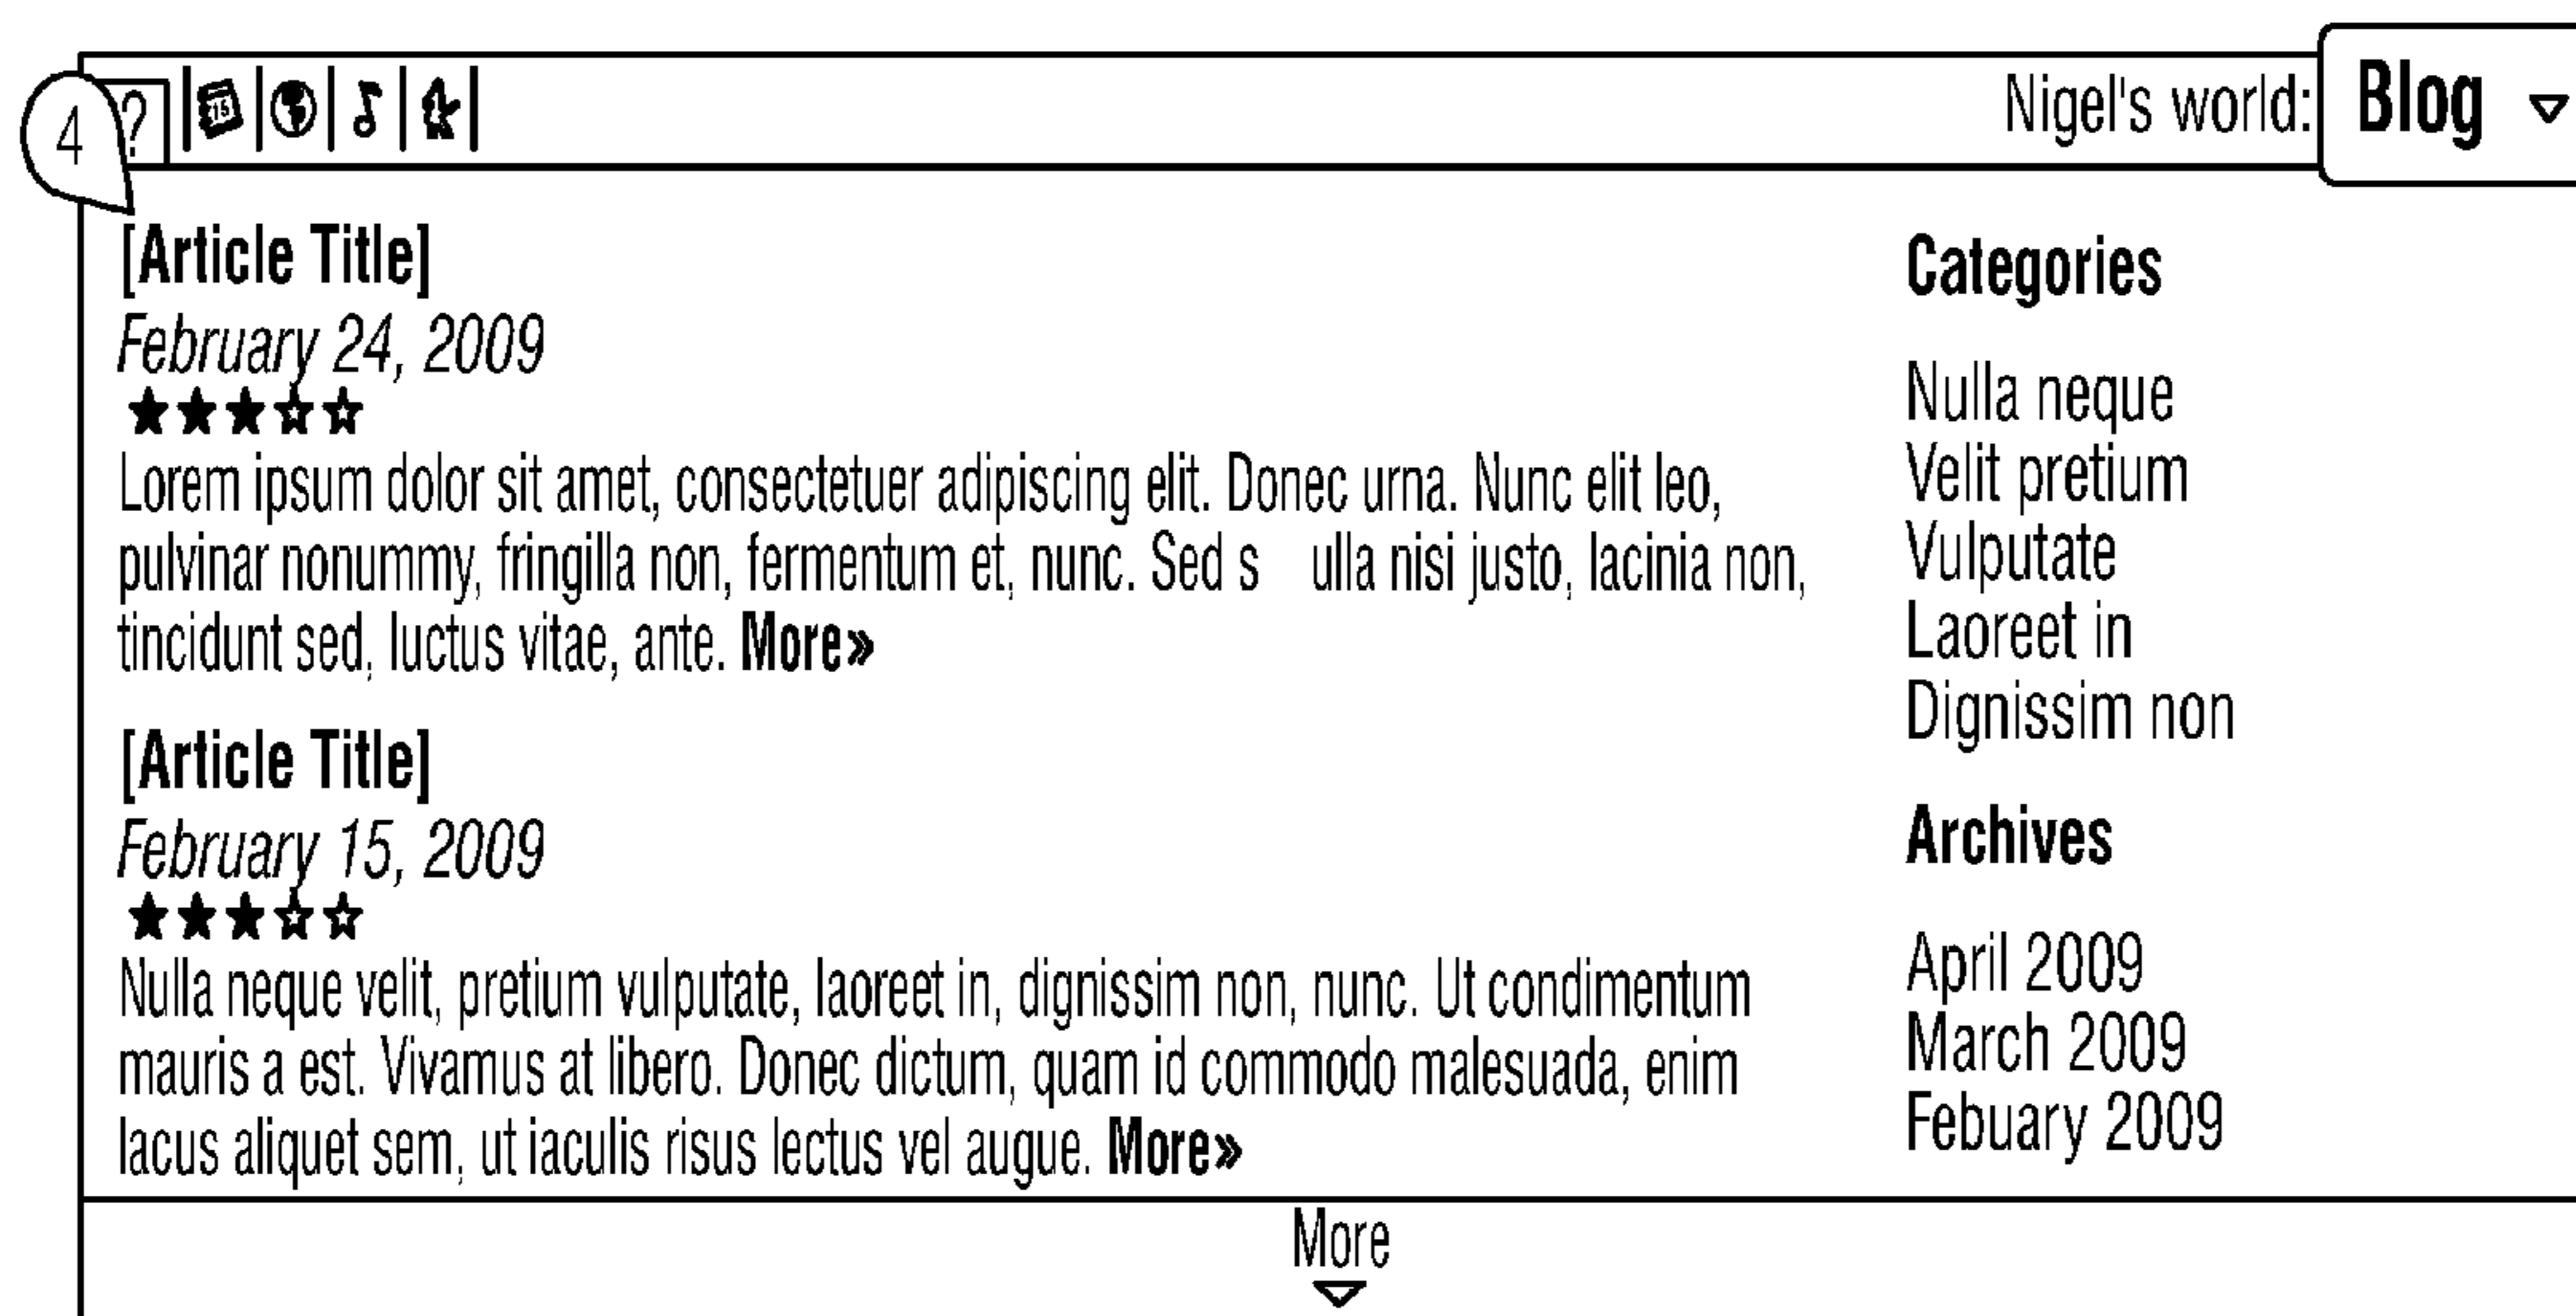 4
?
15
Nigel's world:
Blog
[Article Title]
February 24, 2009
Lorem ipsum dolor sit amet, consectetuer adipiscing elit. Donec urna. Nunc elit leo,
pulvinar nonummy, fringilla non, fermentum et, nunc. Sed s ulla nisi justo, lacinia non,
tincidunt sed, luctus vitae, ante. More»
[Article Title]
February 15, 2009
Nulla neque velit, pretium vulputate, laoreet in, dignissim non, nunc. Ut condimentum
mauris a est. Vivamus at libero. Donec dictum, quam id commodo malesuada, enim
lacus aliquet sem, ut iaculis risus lectus vel augue. More»
Categories
Nulla neque
Velit pretium
Vulputate
Laoreet in
Dignissim non
Archives
April 2009
March 2009
Febuary 2009
More